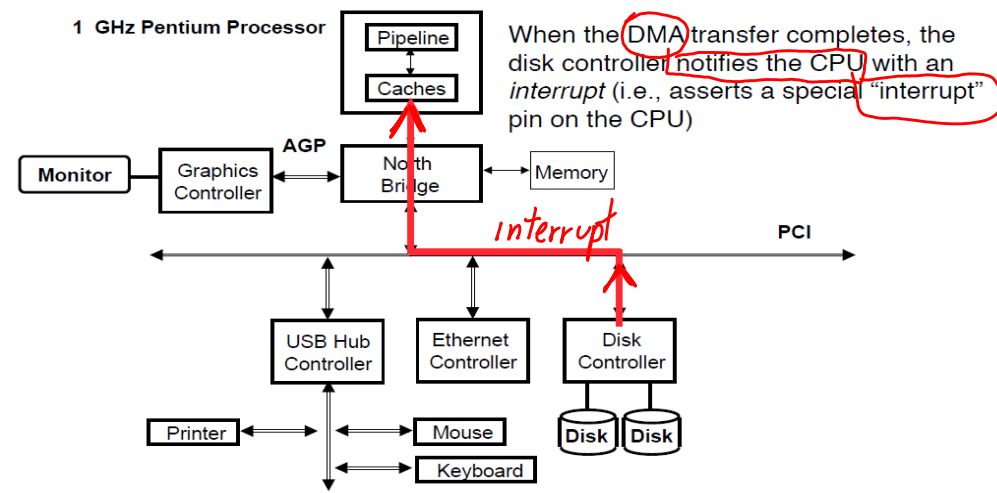 1 GHz Pentium Processor
Pipeline
Caches
When the DMA transfer completes, the
disk controller notifies the CPU with an
interrupt (i.e., asserts a special “interrupt”
pin on the CPU)
AGP
Monitor
Graphics
Controller
North
Bridge
Memory
interrupt
PCI
USB Hub
Controller
Ethernet
Controller
Disk
Controller
Printer
Mouse
Keyboard
Disk
Disk